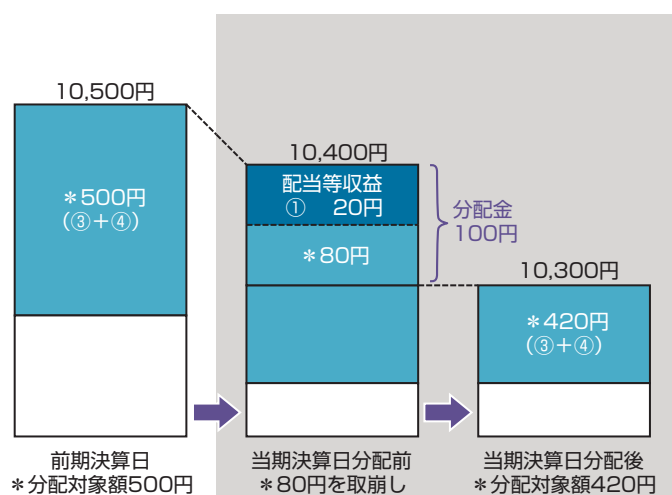 10,500円
＊500円
(③＋④)
前期決算日
＊分配対象額500円
10,400円
配当等収益
① 20円
＊80円
分配金
100円
当期決算日分配前
＊80円を取崩し
10,300円
＊420円
(③＋④)
当期決算日分配後
＊分配対象額420円